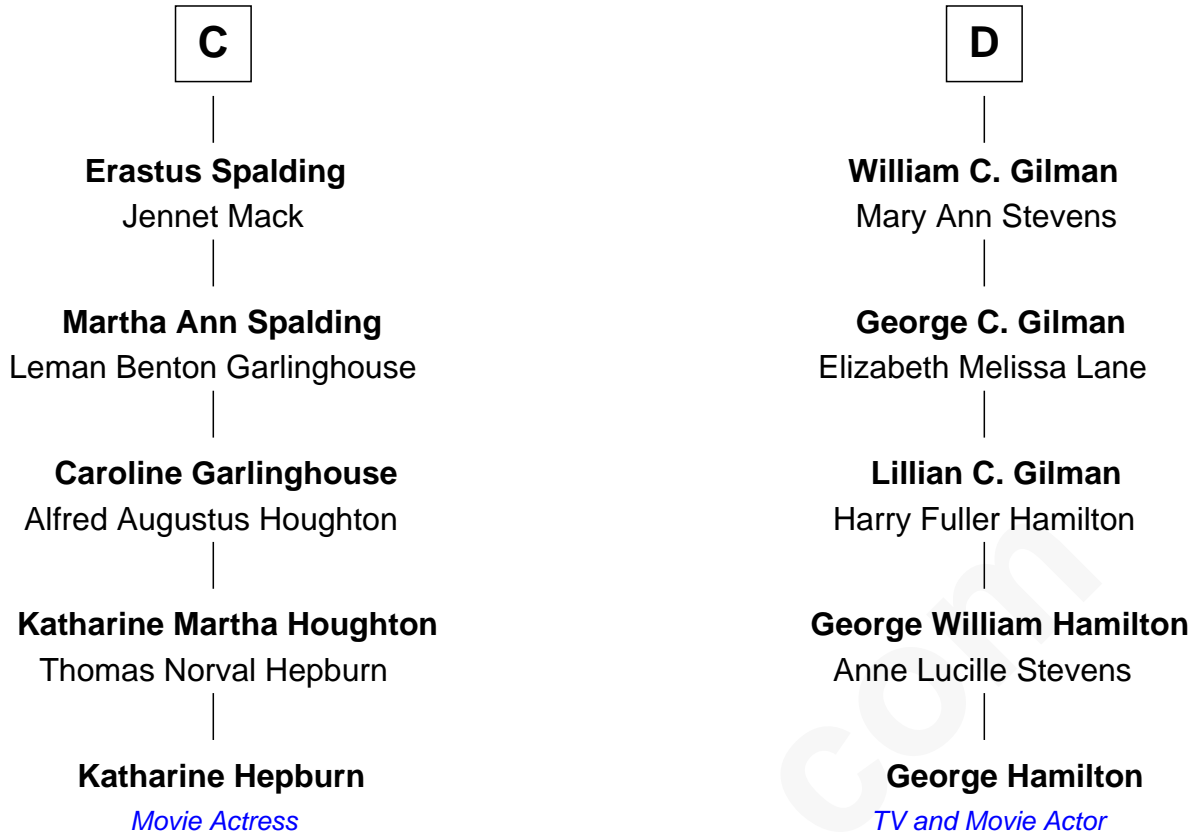 C
Erastus Spalding
Jennet Mack
Martha Ann Spalding
Leman Benton Garlinghouse
Caroline Garlinghouse
Alfred Augustus Houghton
Katharine Martha Houghton
Thomas Norval Hepburn
Katharine Hepburn
Movie Actress
D
William C. Gilman
Mary Ann Stevens
George C. Gilman
Elizabeth Melissa Lane
Lillian C. Gilman
Harry Fuller Hamilton
George William Hamilton
Anne Lucille Stevens
George Hamilton
TV and Movie Actor
com